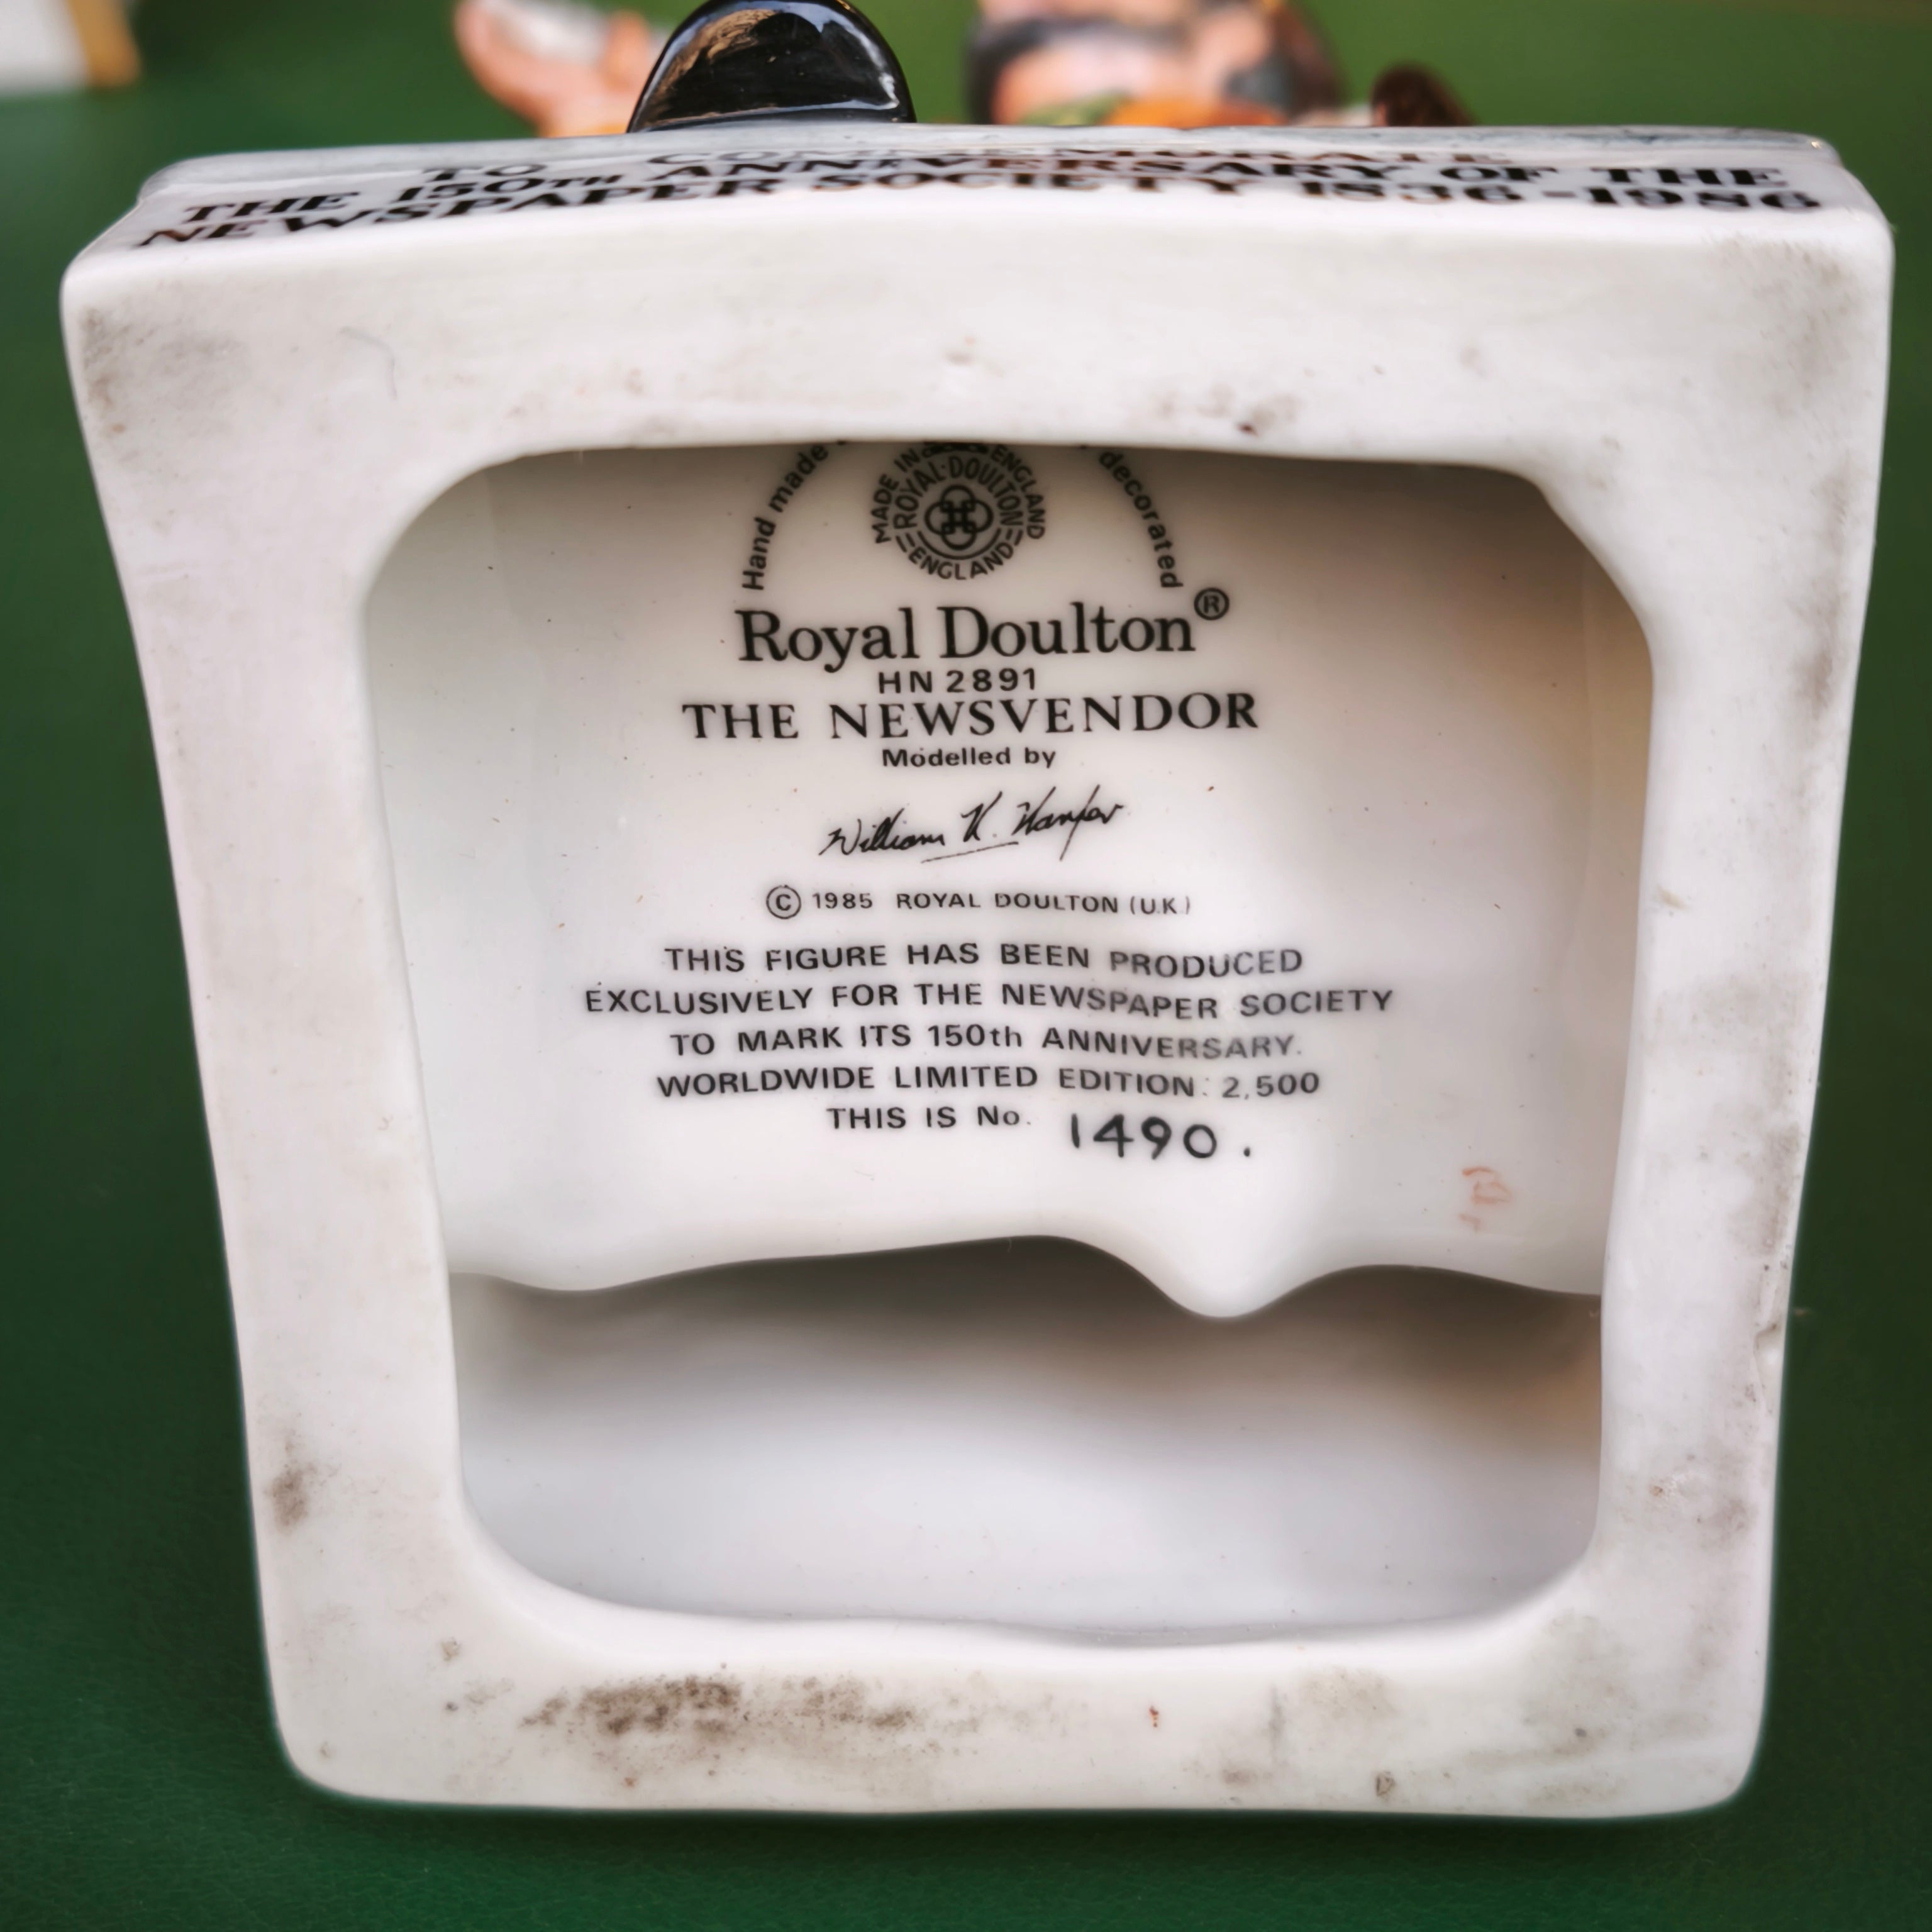 TO COMMEMORATE
THE 150TH ANNIVERSARY OF THE
NEWSPAPER SOCIETY 1836-1986
Hand made decorated
MADE IN ENGLAND
ROYAL·DOULTON
ENGLAND
Royal Doulton®
HN 2891
THE NEWSVENDOR
Modelled by
William K. Harper
© 1985 ROYAL DOULTON (U.K)
THIS FIGURE HAS BEEN PRODUCED
EXCLUSIVELY FOR THE NEWSPAPER SOCIETY
TO MARK ITS 150th ANNIVERSARY.
WORLDWIDE LIMITED EDITION: 2,500
THIS IS No. 1490.